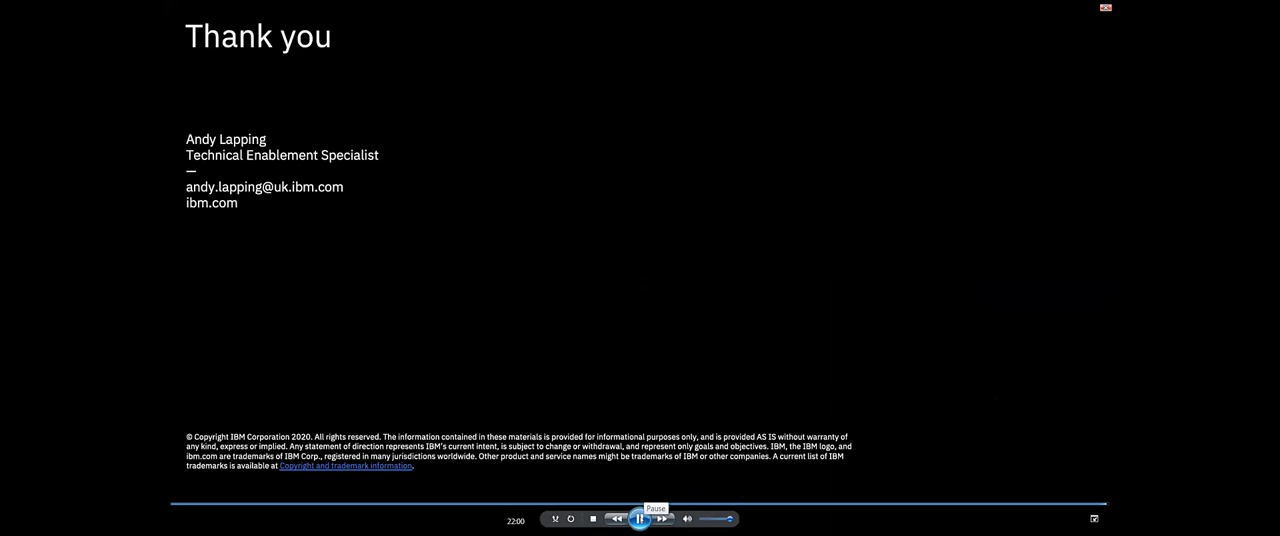 Thank you
Andy Lapping
Technical Enablement Specialist
—
andy.lapping@uk.ibm.com
ibm.com
© Copyright IBM Corporation 2020. All rights reserved. The information contained in these materials is provided for informational purposes only, and is provided AS IS without warranty of
any kind, express or implied. Any statement of direction represents IBM's current intent, is subject to change or withdrawal, and represent only goals and objectives. IBM, the IBM logo, and
ibm.com are trademarks of IBM Corp., registered in many jurisdictions worldwide. Other product and service names might be trademarks of IBM or other companies. A current list of IBM
trademarks is available at Copyright and trademark information.
Pause
22:00